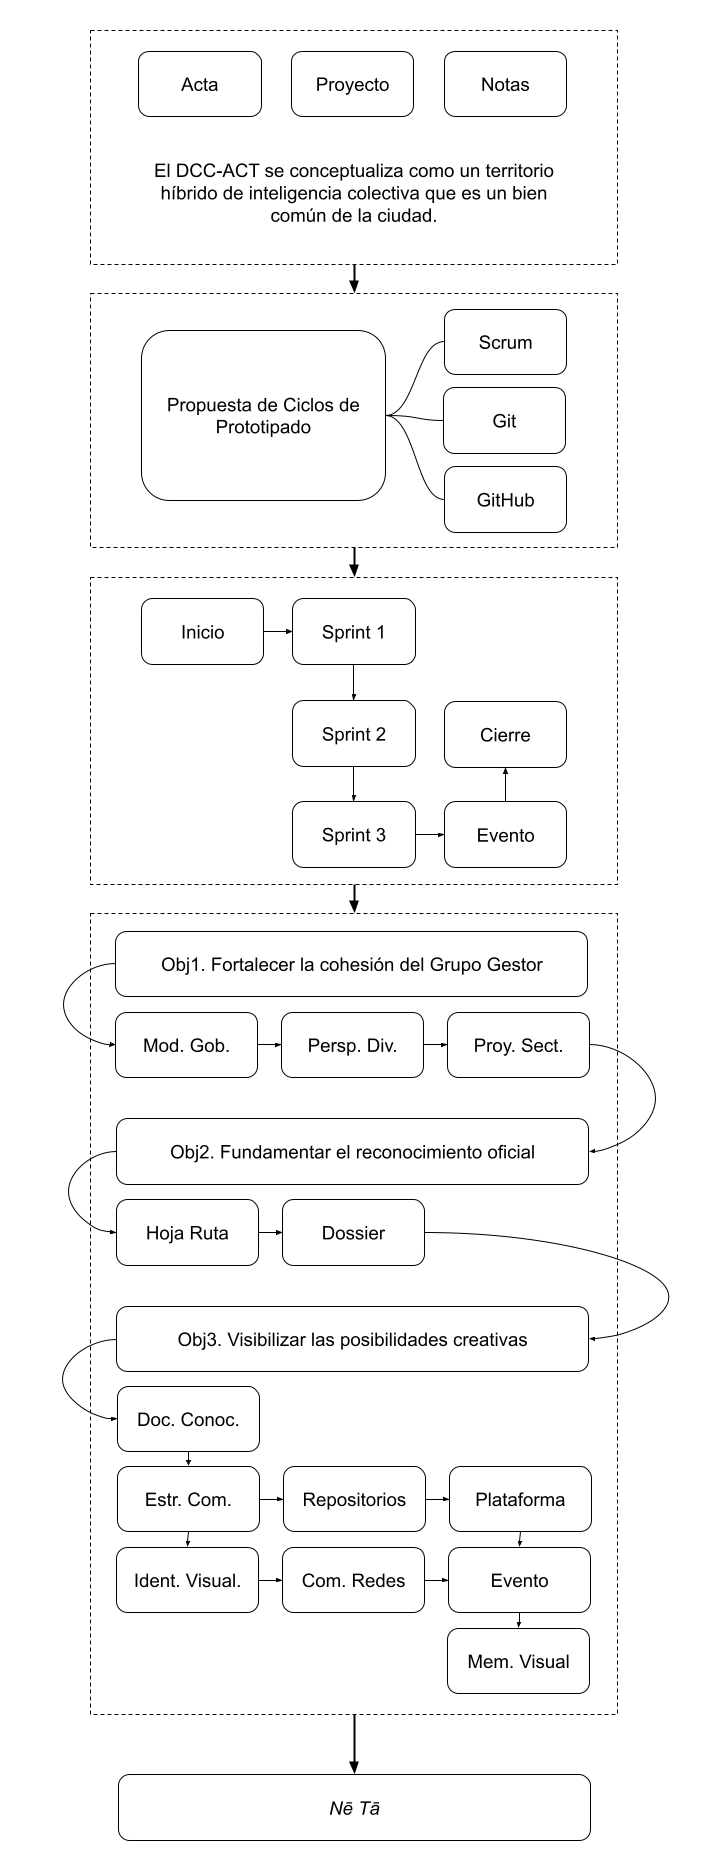 Acta
Proyecto
Notas
El DCC-ACT se conceptualiza como un territorio
híbrido de inteligencia colectiva que es un bien
común de la ciudad.
Propuesta de Ciclos de
Prototipado
Scrum
Git
GitHub
Inicio
Sprint 1
Sprint 2
Cierre
Sprint 3
Evento
Obj1. Fortalecer la cohesión del Grupo Gestor
Mod. Gob.
Persp. Div.
Proy. Sect.
Obj2. Fundamentar el reconocimiento oficial
Hoja Ruta
Dossier
Obj3. Visibilizar las posibilidades creativas
Doc. Conoc.
Estr. Com.
Repositorios
Plataforma
Ident. Visual.
Com. Redes
Evento
Mem. Visual
Nē Tā